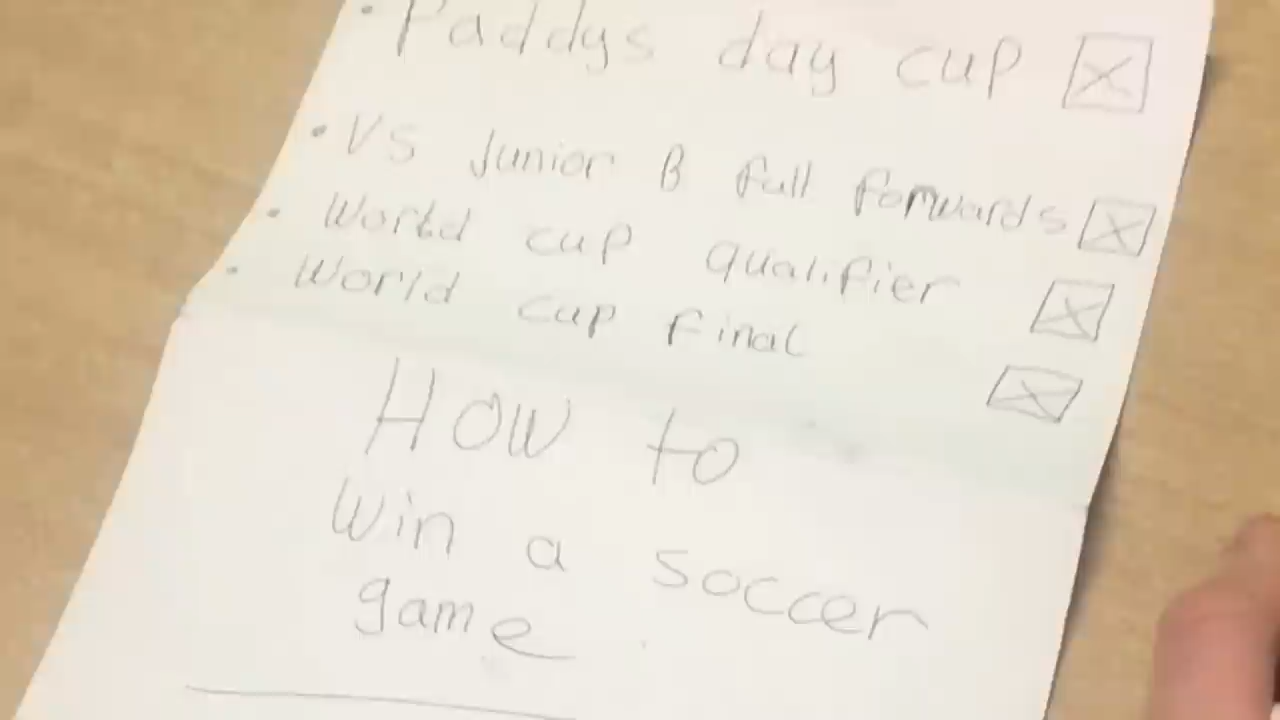 • Paddys day cup ☒
• VS Junior B full forwards ☒
• World cup qualifier ☒
• World cup final ☒
How to
win a soccer
game